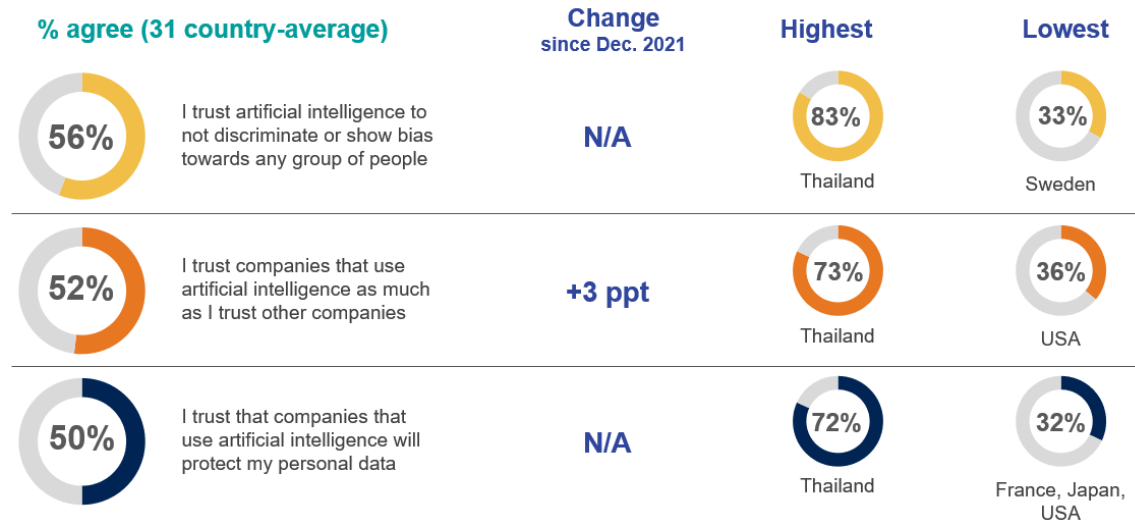 % agree (31 country-average)
Change
since Dec. 2021
Highest
Lowest
56%
I trust artificial intelligence to
not discriminate or show bias
towards any group of people
N/A
83%
Thailand
33%
Sweden
52%
I trust companies that use
artificial intelligence as much
as I trust other companies
+3 ppt
73%
Thailand
36%
USA
50%
I trust that companies that
use artificial intelligence will
protect my personal data
N/A
72%
Thailand
32%
France, Japan,
USA